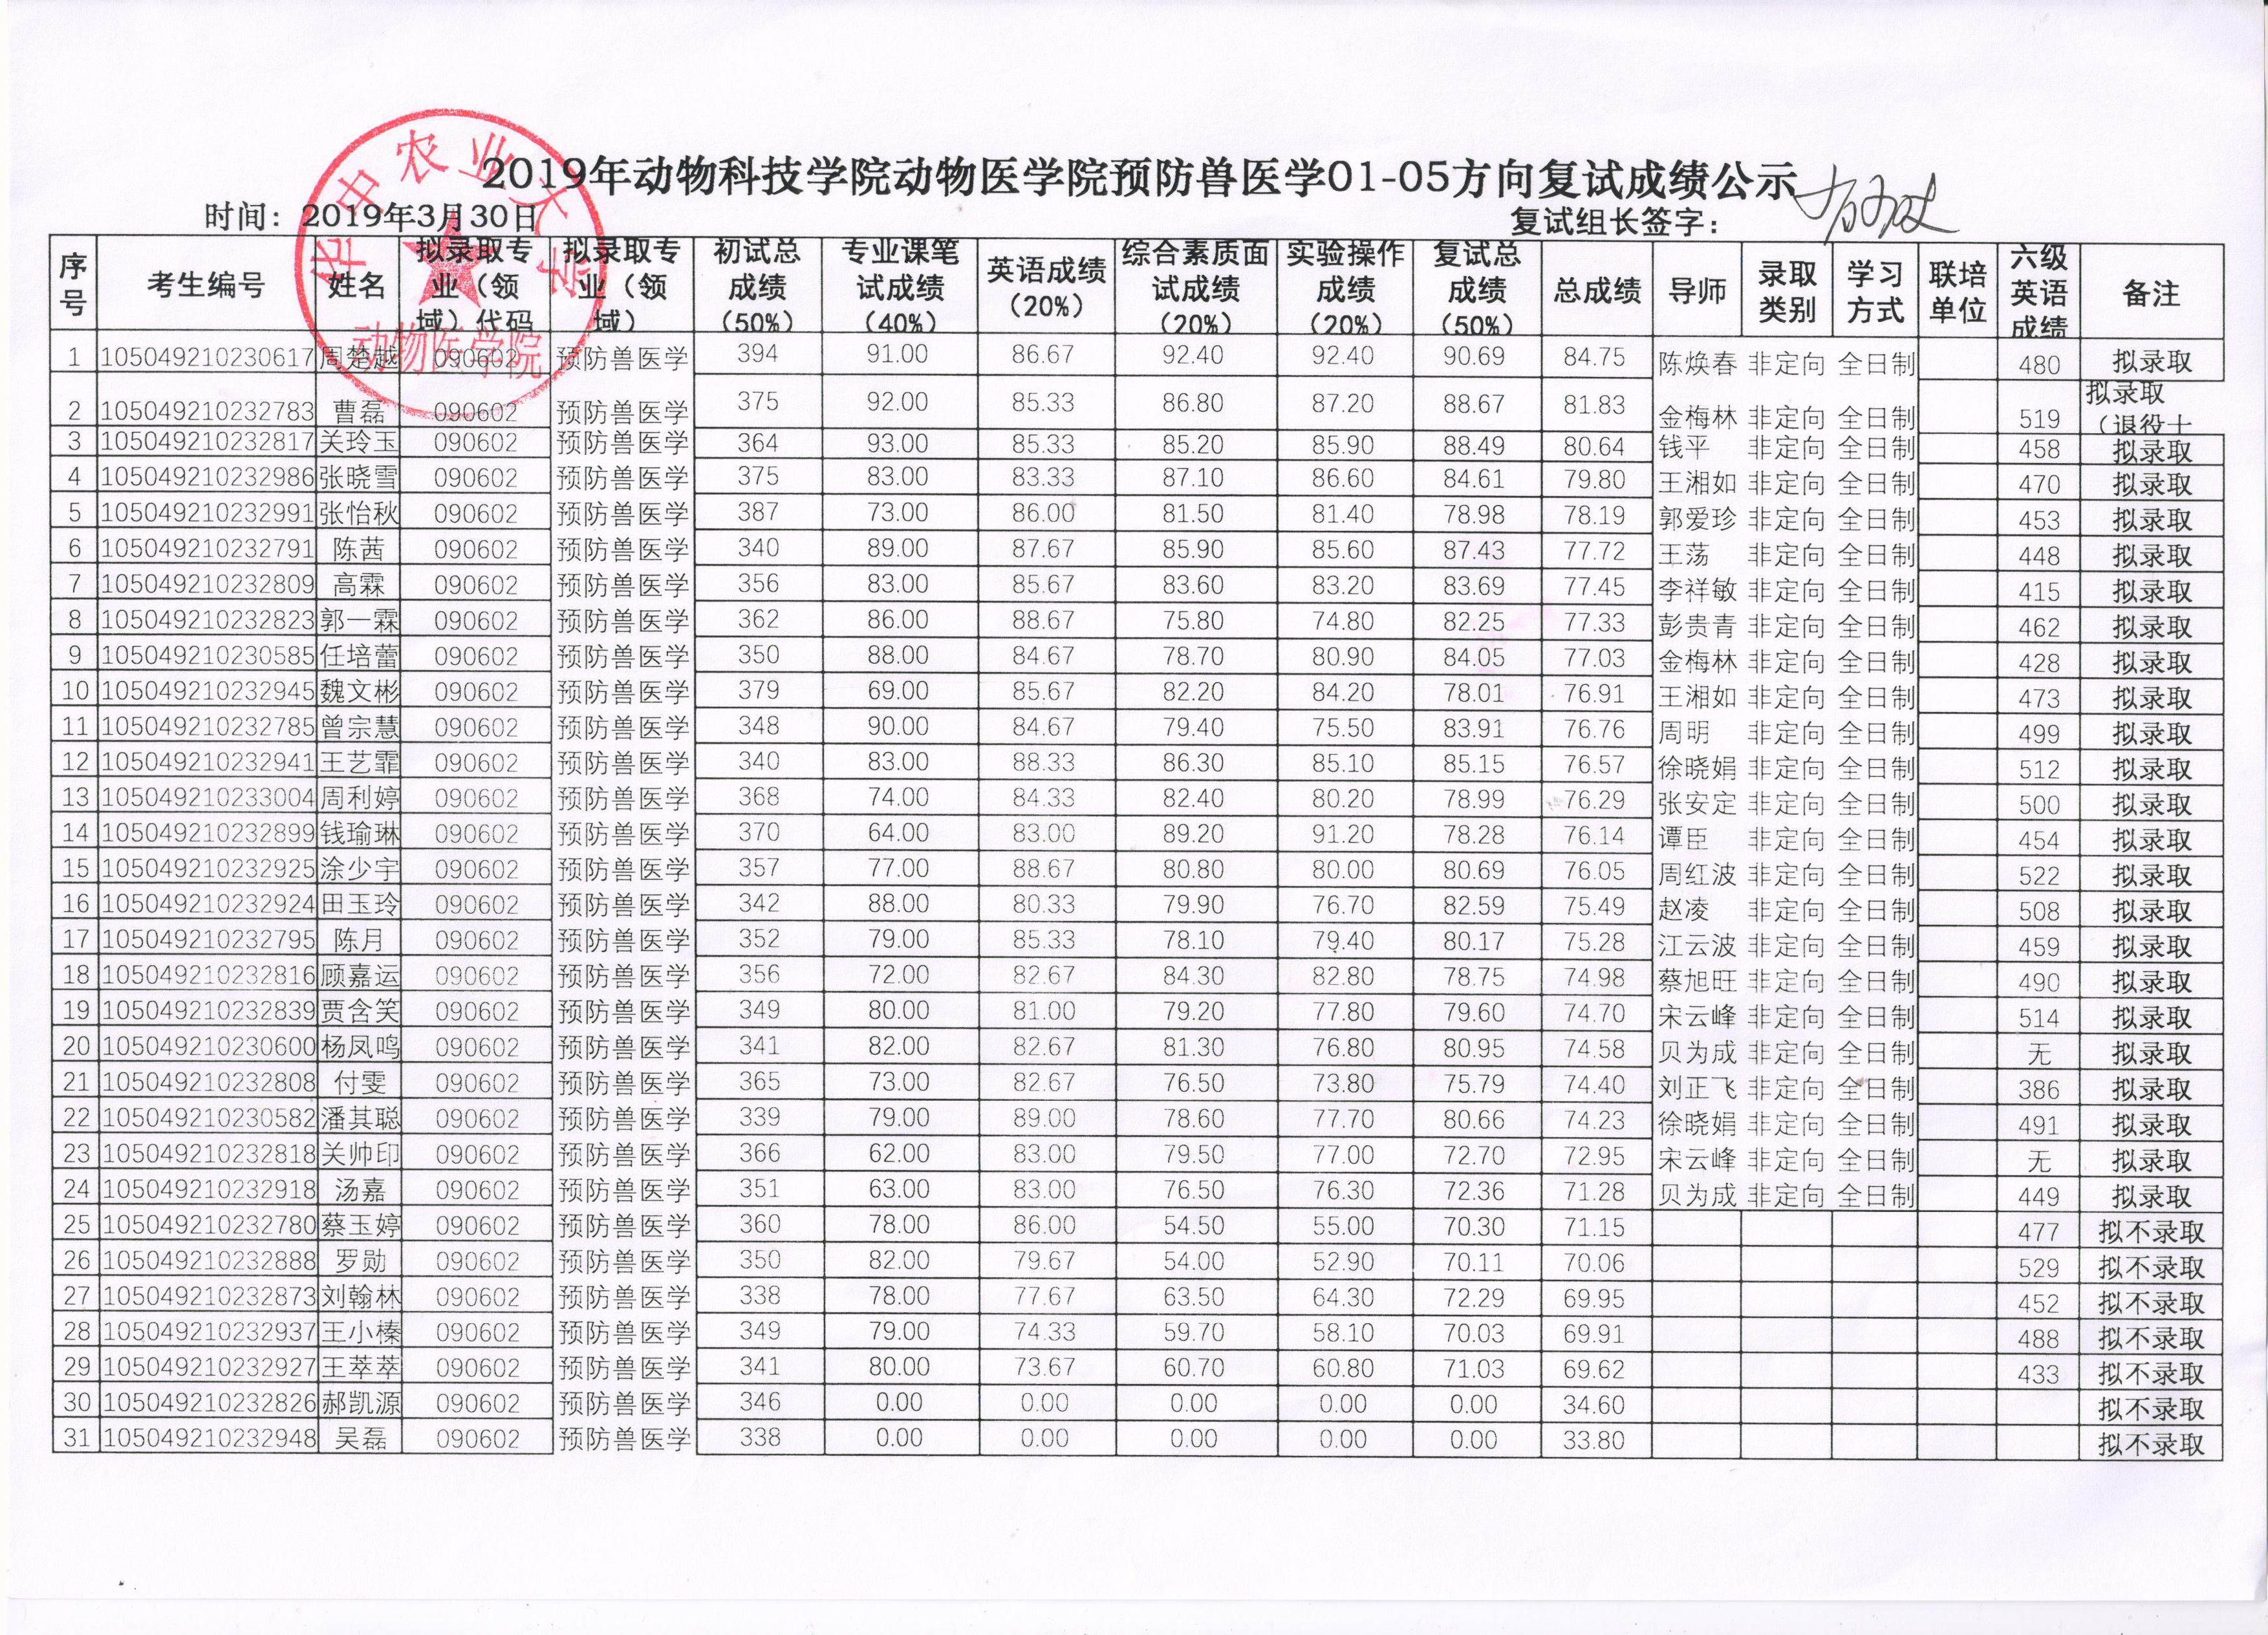 华中农业大学
动物医学院
2019年动物科技学院动物医学院预防兽医学01-05方向复试成绩公示
时间：2019年3月30日 复试组长签字：
序号 考生编号 姓名 拟录取专业（领域）代码 拟录取专业（领域） 初试总成绩（50%） 专业课笔试成绩（40%） 英语成绩（20%） 综合素质面试成绩（20%） 实验操作成绩（20%） 复试总成绩（50%） 总成绩 导师 录取类别 学习方式 联培单位 六级英语成绩 备注
1 105049210230617 周楚越 090602 预防兽医学 394 91.00 86.67 92.40 92.40 90.69 84.75 陈焕春 非定向 全日制 480 拟录取
2 105049210232783 曹磊 090602 预防兽医学 375 92.00 85.33 86.80 87.20 88.67 81.83 金梅林 非定向 全日制 519 拟录取（退役士
3 105049210232817 关玲玉 090602 预防兽医学 364 93.00 85.33 85.20 85.90 88.49 80.64 钱平 非定向 全日制 458 拟录取
4 105049210232986 张晓雪 090602 预防兽医学 375 83.00 83.33 87.10 86.60 84.61 79.80 王湘如 非定向 全日制 470 拟录取
5 105049210232991 张怡秋 090602 预防兽医学 387 73.00 86.00 81.50 81.40 78.98 78.19 郭爱珍 非定向 全日制 453 拟录取
6 105049210232791 陈茜 090602 预防兽医学 340 89.00 87.67 85.90 85.60 87.43 77.72 王荡 非定向 全日制 448 拟录取
7 105049210232809 高霖 090602 预防兽医学 356 83.00 85.67 83.60 83.20 83.69 77.45 李祥敏 非定向 全日制 415 拟录取
8 105049210232823 郭一霖 090602 预防兽医学 362 86.00 88.67 75.80 74.80 82.25 77.33 彭贵青 非定向 全日制 462 拟录取
9 105049210230585 任培蕾 090602 预防兽医学 350 88.00 84.67 78.70 80.90 84.05 77.03 金梅林 非定向 全日制 428 拟录取
10 105049210232945 魏文彬 090602 预防兽医学 379 69.00 85.67 82.20 84.20 78.01 76.91 王湘如 非定向 全日制 473 拟录取
11 105049210232785 曾宗慧 090602 预防兽医学 348 90.00 84.67 79.40 75.50 83.91 76.76 周明 非定向 全日制 499 拟录取
12 105049210232941 王艺霏 090602 预防兽医学 340 83.00 88.33 86.30 85.10 85.15 76.57 徐晓娟 非定向 全日制 512 拟录取
13 105049210233004 周利婷 090602 预防兽医学 368 74.00 84.33 82.40 80.20 78.99 76.29 张安定 非定向 全日制 500 拟录取
14 105049210232899 钱瑜琳 090602 预防兽医学 370 64.00 83.00 89.20 91.20 78.28 76.14 谭臣 非定向 全日制 454 拟录取
15 105049210232925 涂少宇 090602 预防兽医学 357 77.00 88.67 80.80 80.00 80.69 76.05 周红波 非定向 全日制 522 拟录取
16 105049210232924 田玉玲 090602 预防兽医学 342 88.00 80.33 79.90 76.70 82.59 75.49 赵凌 非定向 全日制 508 拟录取
17 105049210232795 陈月 090602 预防兽医学 352 79.00 85.33 78.10 79.40 80.17 75.28 江云波 非定向 全日制 459 拟录取
18 105049210232816 顾嘉运 090602 预防兽医学 356 72.00 82.67 84.30 82.80 78.75 74.98 蔡旭旺 非定向 全日制 490 拟录取
19 105049210232839 贾含笑 090602 预防兽医学 349 80.00 81.00 79.20 77.80 79.60 74.70 宋云峰 非定向 全日制 514 拟录取
20 105049210230600 杨凤鸣 090602 预防兽医学 341 82.00 82.67 81.30 76.80 80.95 74.58 贝为成 非定向 全日制 无 拟录取
21 105049210232808 付雯 090602 预防兽医学 365 73.00 82.67 76.50 73.80 75.79 74.40 刘正飞 非定向 全日制 386 拟录取
22 105049210230582 潘其聪 090602 预防兽医学 339 79.00 89.00 78.60 77.70 80.66 74.23 徐晓娟 非定向 全日制 491 拟录取
23 105049210232818 关帅印 090602 预防兽医学 366 62.00 83.00 79.50 77.00 72.70 72.95 宋云峰 非定向 全日制 无 拟录取
24 105049210232918 汤嘉 090602 预防兽医学 351 63.00 83.00 76.50 76.30 72.36 71.28 贝为成 非定向 全日制 449 拟录取
25 105049210232780 蔡玉婷 090602 预防兽医学 360 78.00 86.00 54.50 55.00 70.30 71.15 477 拟不录取
26 105049210232888 罗勋 090602 预防兽医学 350 82.00 79.67 54.00 52.90 70.11 70.06 529 拟不录取
27 105049210232873 刘翰林 090602 预防兽医学 338 78.00 77.67 63.50 64.30 72.29 69.95 452 拟不录取
28 105049210232937 王小榛 090602 预防兽医学 349 79.00 74.33 59.70 58.10 70.03 69.91 488 拟不录取
29 105049210232927 王萃萃 090602 预防兽医学 341 80.00 73.67 60.70 60.80 71.03 69.62 433 拟不录取
30 105049210232826 郝凯源 090602 预防兽医学 346 0.00 0.00 0.00 0.00 0.00 34.60 拟不录取
31 105049210232948 吴磊 090602 预防兽医学 338 0.00 0.00 0.00 0.00 0.00 33.80 拟不录取